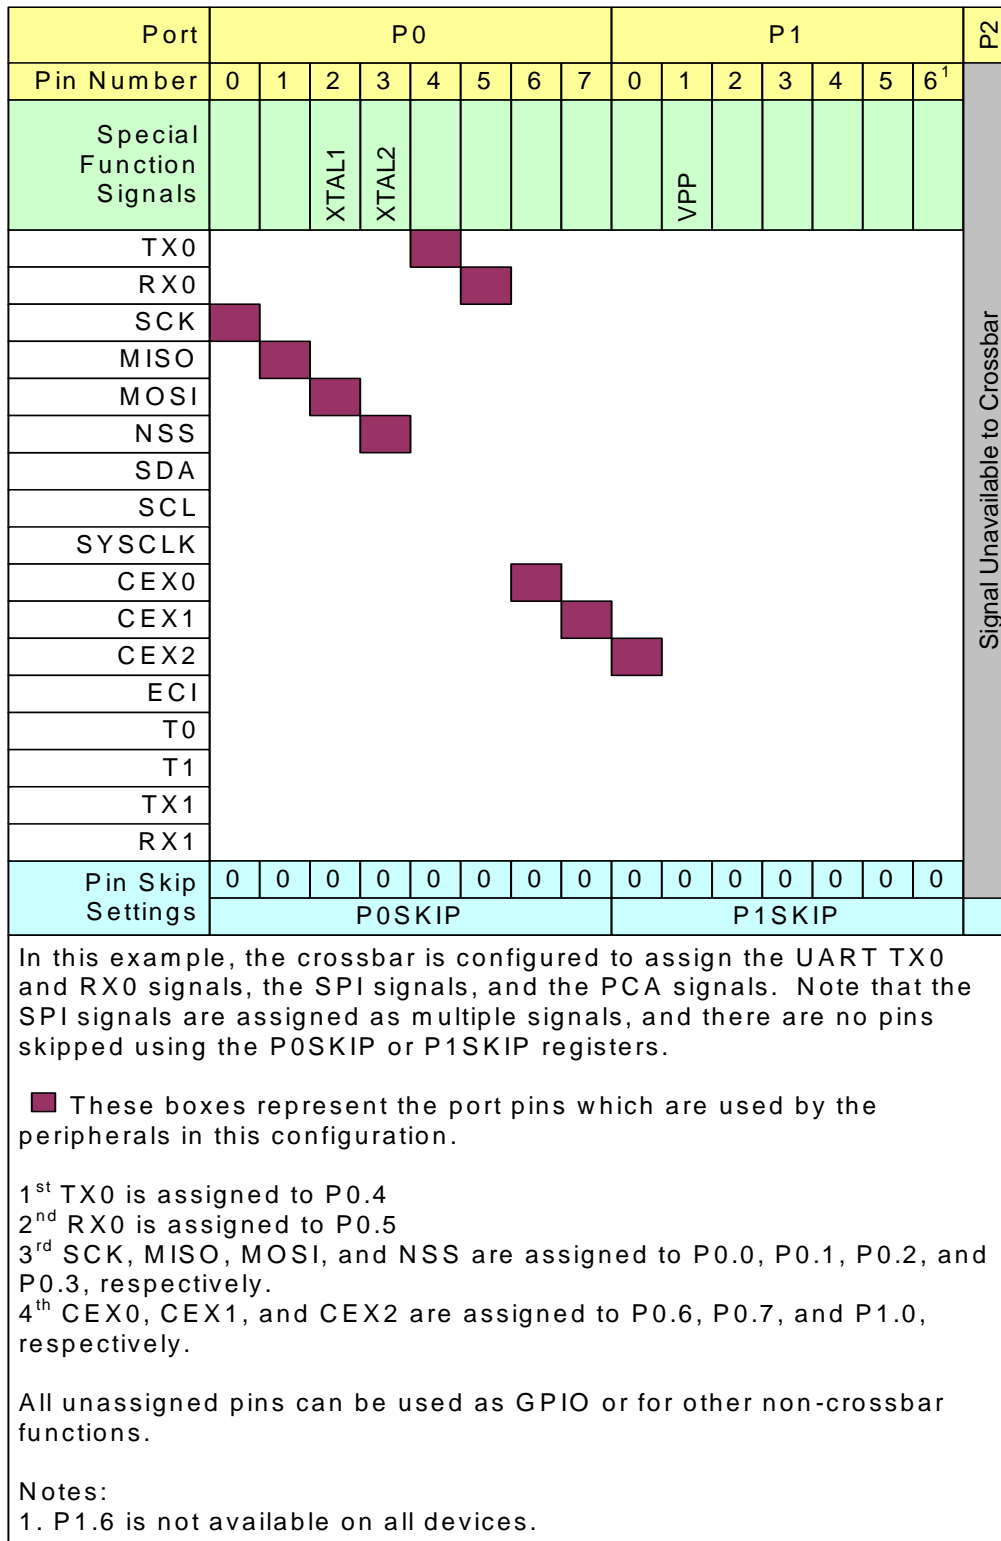 Port P0 P1 P2
Pin Number 0 1 2 3 4 5 6 7 0 1 2 3 4 5 6¹
Special
Function
Signals
XTAL1
XTAL2
VPP
TX0
RX0
SCK
MISO
MOSI
NSS
SDA
SCL
SYSCLK
CEX0
CEX1
CEX2
ECI
T0
T1
TX1
RX1
Signal Unavailable to Crossbar
Pin Skip
Settings
0 0 0 0 0 0 0 0 0 0 0 0 0 0 0
P0SKIP P1SKIP
In this example, the crossbar is configured to assign the UART TX0
and RX0 signals, the SPI signals, and the PCA signals. Note that the
SPI signals are assigned as multiple signals, and there are no pins
skipped using the P0SKIP or P1SKIP registers.
These boxes represent the port pins which are used by the
peripherals in this configuration.
1st TX0 is assigned to P0.4
2nd RX0 is assigned to P0.5
3rd SCK, MISO, MOSI, and NSS are assigned to P0.0, P0.1, P0.2, and
P0.3, respectively.
4th CEX0, CEX1, and CEX2 are assigned to P0.6, P0.7, and P1.0,
respectively.
All unassigned pins can be used as GPIO or for other non-crossbar
functions.
Notes:
1. P1.6 is not available on all devices.